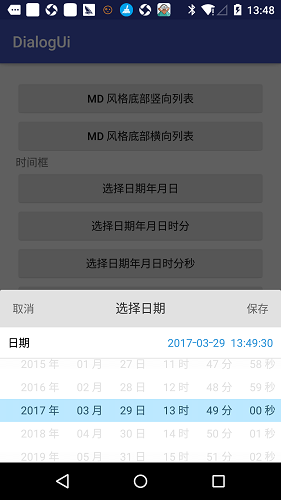 13:48
DialogUi
MD 风格底部竖向列表
MD 风格底部横向列表
时间框
选择日期年月日
选择日期年月日时分
选择日期年月日时分秒
取消 选择日期 保存
日期 2017-03-29 13:49:30
2015 年 01 月 27 日 11 时 47 分 58 秒
2016 年 02 月 28 日 12 时 48 分 59 秒
2017 年 03 月 29 日 13 时 49 分 00 秒
2018 年 04 月 30 日 14 时 50 分 01 秒
2019 年 05 月 31 日 15 时 51 分 02 秒